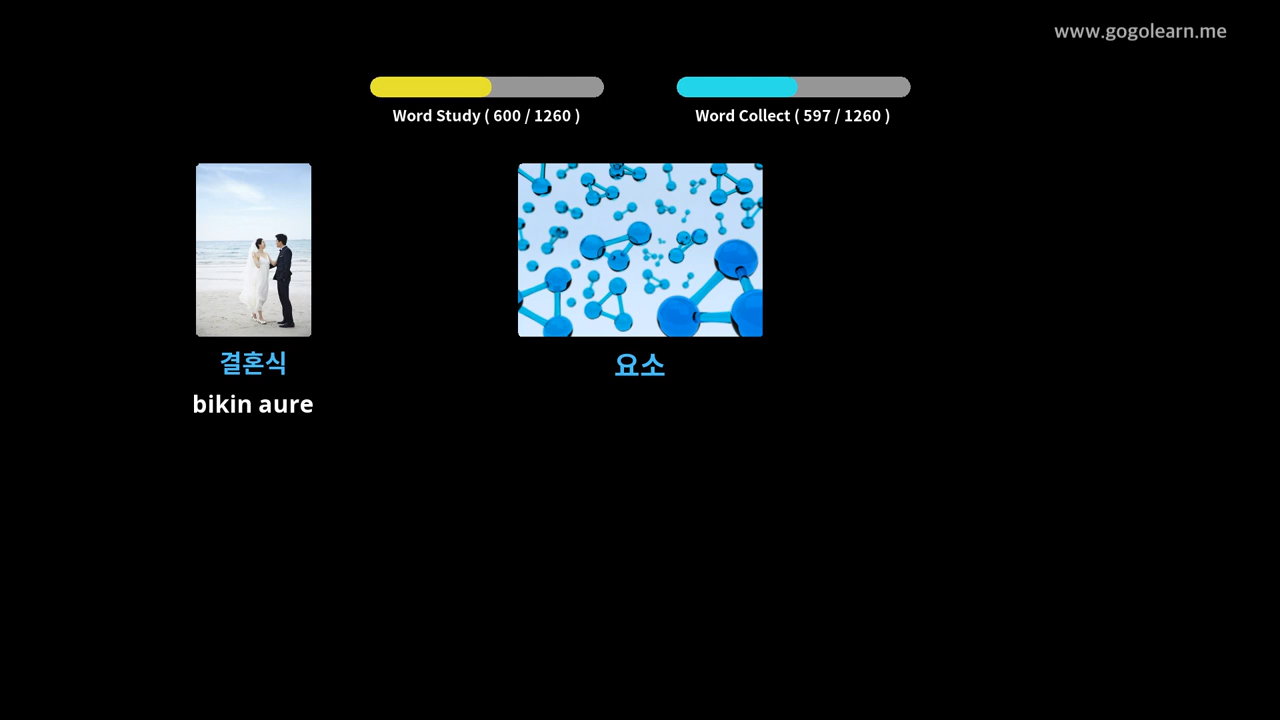 www.gogolearn.me
Word Study ( 600 / 1260 )
Word Collect ( 597 / 1260 )
결혼식
요소
bikin aure